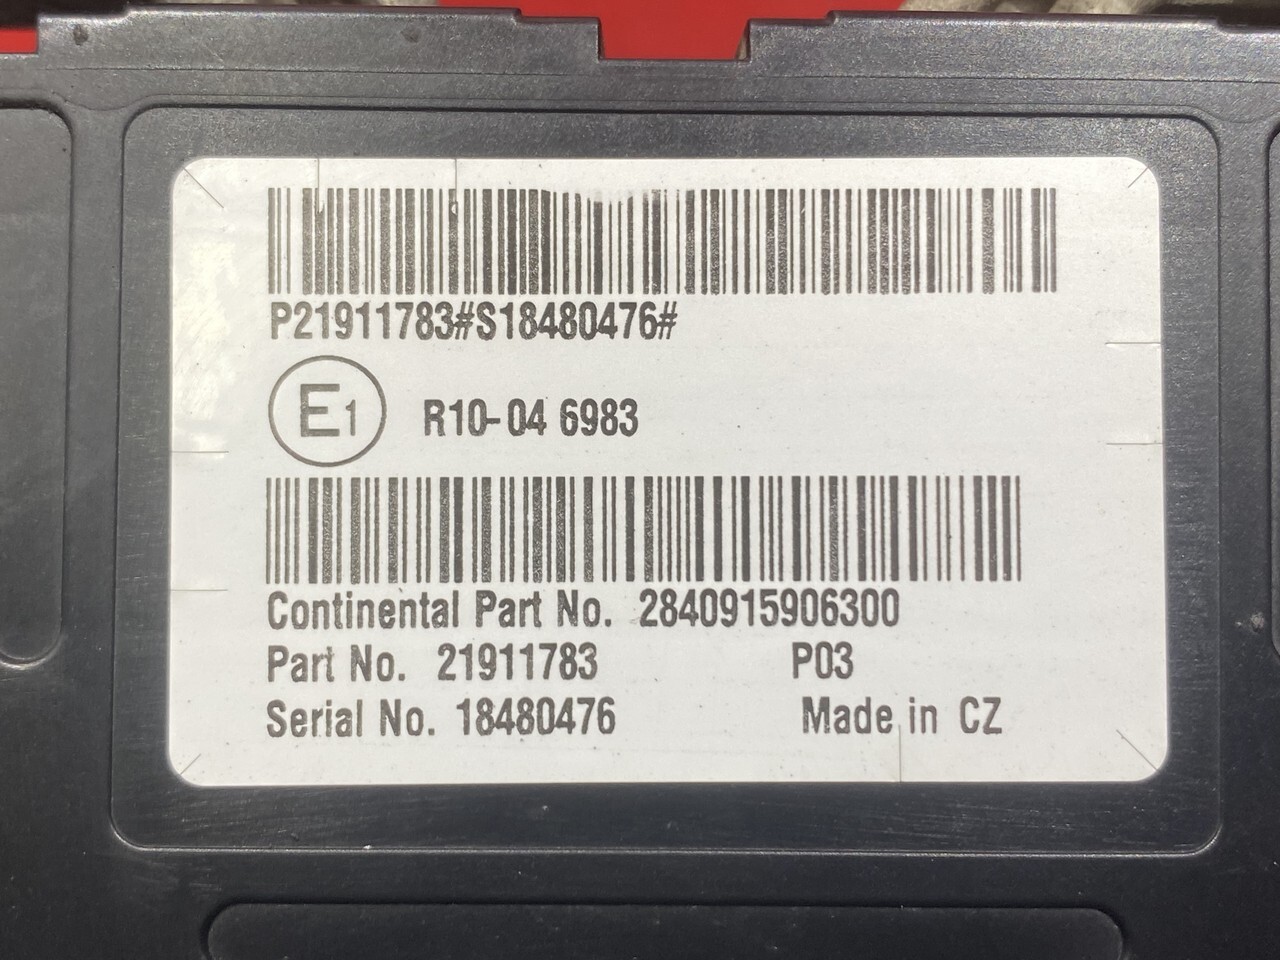 P21911783#S18480476#
E1 R10-04 6983
Continental Part No. 2840915906300
Part No. 21911783 P03
Serial No. 18480476 Made in CZ